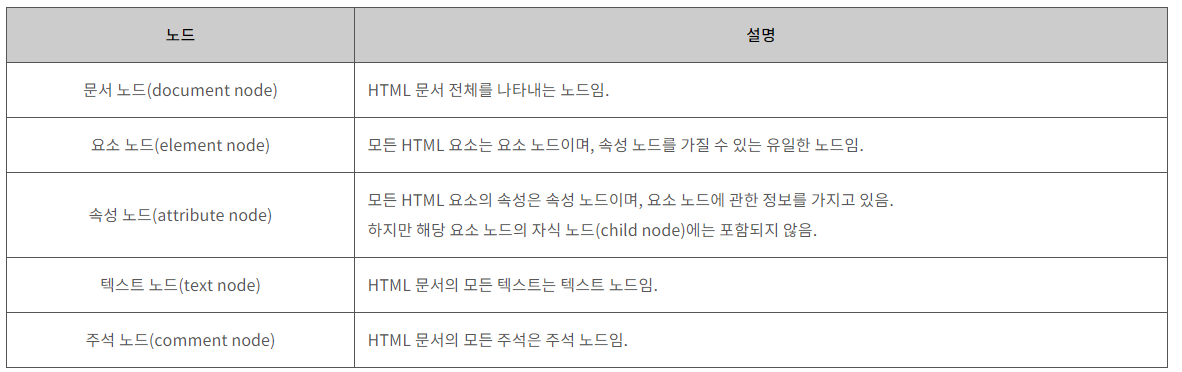 노드
설명
문서 노드(document node)
HTML 문서 전체를 나타내는 노드임.
요소 노드(element node)
모든 HTML 요소는 요소 노드이며, 속성 노드를 가질 수 있는 유일한 노드임.
속성 노드(attribute node)
모든 HTML 요소의 속성은 속성 노드이며, 요소 노드에 관한 정보를 가지고 있음.
하지만 해당 요소 노드의 자식 노드(child node)에는 포함되지 않음.
텍스트 노드(text node)
HTML 문서의 모든 텍스트는 텍스트 노드임.
주석 노드(comment node)
HTML 문서의 모든 주석은 주석 노드임.